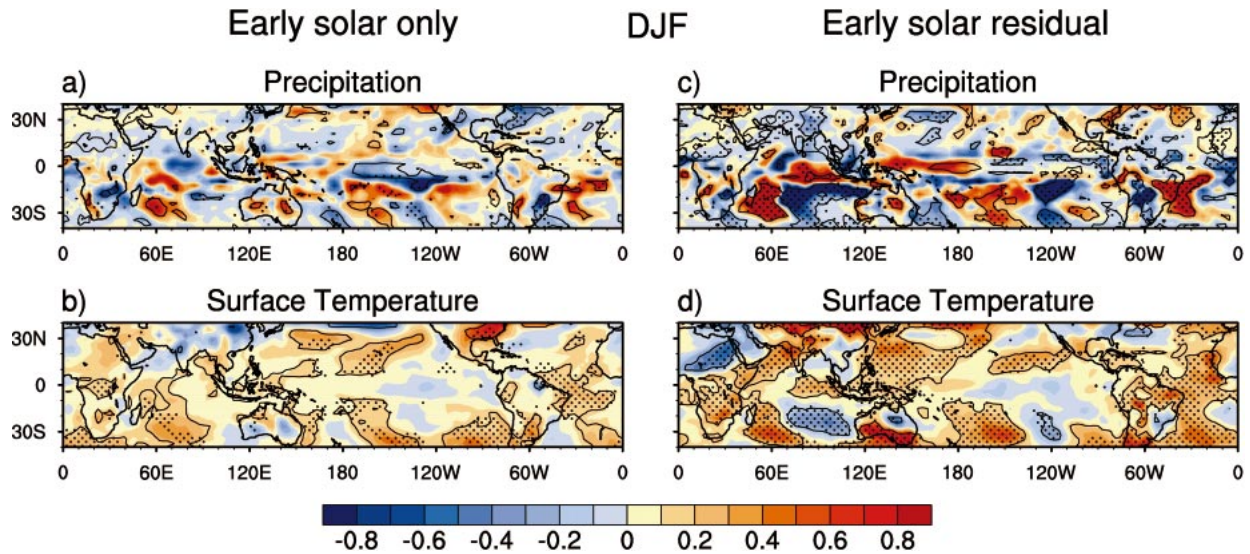 Early solar only DJF Early solar residual
a) Precipitation c) Precipitation
30N
0
30S
0 60E 120E 180 120W 60W 0 0 60E 120E 180 120W 60W 0
b) Surface Temperature d) Surface Temperature
30N
0
30S
0 60E 120E 180 120W 60W 0 0 60E 120E 180 120W 60W 0
-0.8 -0.6 -0.4 -0.2 0 0.2 0.4 0.6 0.8